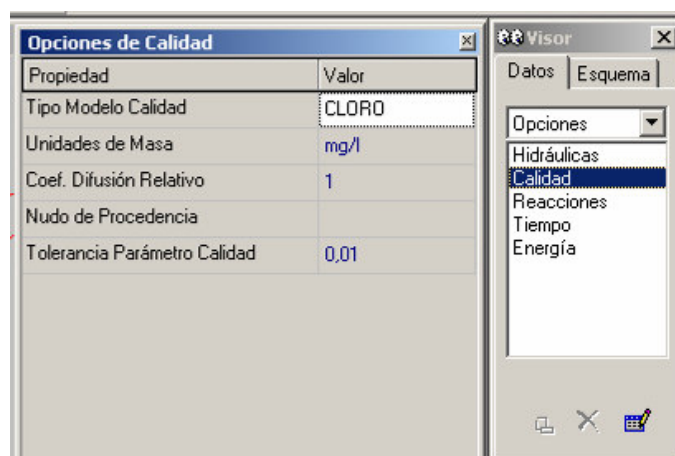 Opciones de Calidad
Propiedad Valor
Tipo Modelo Calidad CLORO
Unidades de Masa mg/l
Coef. Difusión Relativo 1
Nudo de Procedencia
Tolerancia Parámetro Calidad 0,01
Visor
Datos Esquema
Opciones
Hidráulicas
Calidad
Reacciones
Tiempo
Energía